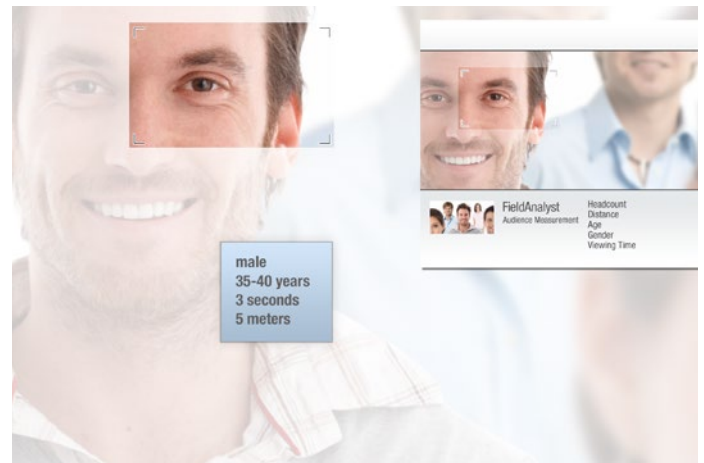 male
35-40 years
3 seconds
5 meters
FieldAnalyst
Audience Measurement
Headcount
Distance
Age
Gender
Viewing Time